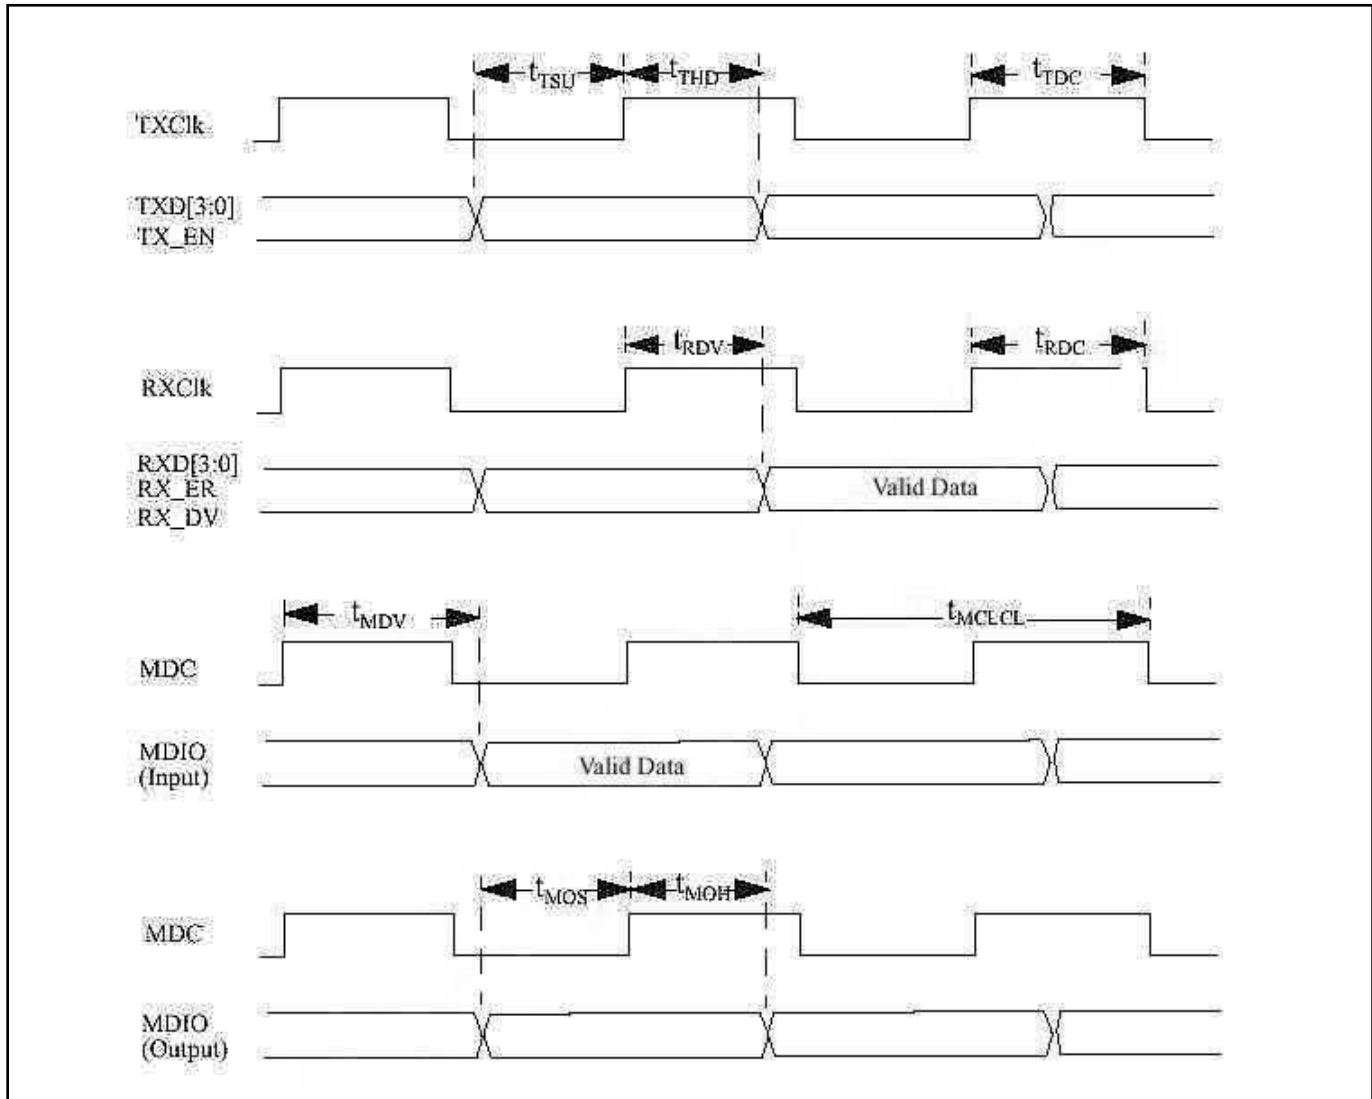 tTSU tTHD tTDC
TXClk
TXD[3:0]
TX_EN
tRDV tRDC
RXClk
RXD[3:0]
RX_ER Valid Data
RX_DV
tMDV tMCLCL
MDC
MDIO
(Input) Valid Data
tMOS tMOH
MDC
MDIO
(Output)